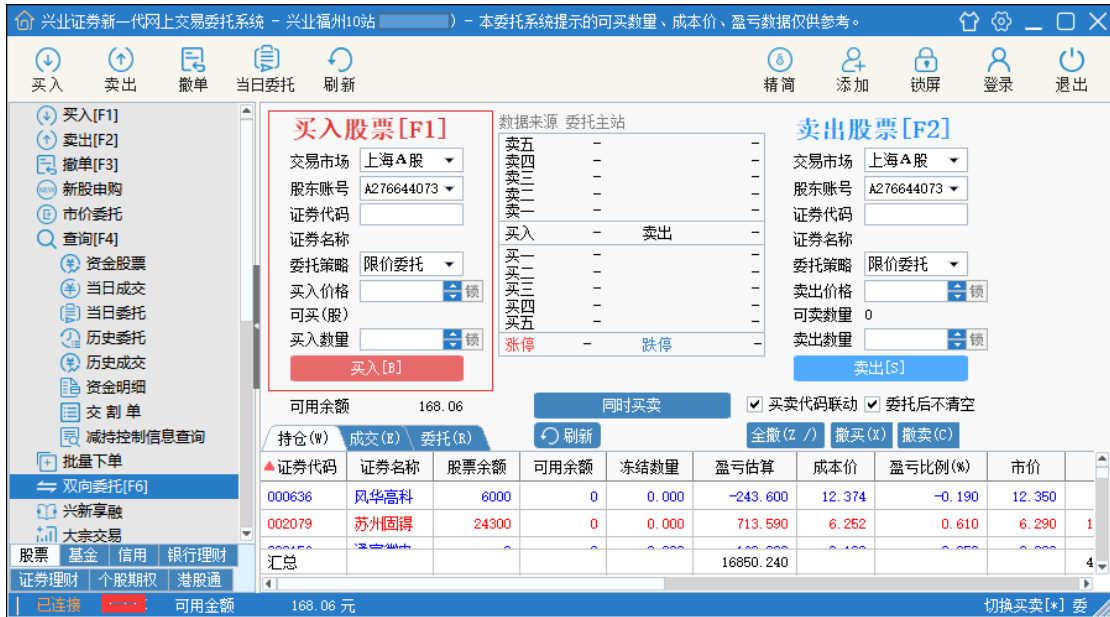 兴业证券新一代网上交易委托系统 - 兴业福州10站 ) - 本委托系统提示的可买数量、成本价、盈亏数据仅供参考。
买入 卖出 撤单 当日委托 刷新 精简 添加 锁屏 登录 退出
买入[F1]
卖出[F2]
撤单[F3]
新股申购
市价委托
查询[F4]
资金股票
当日成交
当日委托
历史委托
历史成交
资金明细
交割单
减持控制信息查询
批量下单
双向委托[F6]
兴新享融
大宗交易
股票 基金 信用 银行理财
证券理财 个股期权 港股通
买入股票[F1]
交易市场 上海A股
股东账号 A276644073
证券代码
证券名称
委托策略 限价委托
买入价格 锁
可买(股)
买入数量 锁
买入[B]
数据来源 委托主站
卖五 - -
卖四 - -
卖三 - -
卖二 - -
卖一 - -
买入 - 卖出 -
买一 - -
买二 - -
买三 - -
买四 - -
买五 - -
涨停 - 跌停 -
卖出股票[F2]
交易市场 上海A股
股东账号 A276644073
证券代码
证券名称
委托策略 限价委托
卖出价格 锁
可卖数量 0
卖出数量 锁
卖出[S]
可用余额 168.06 同时买卖 买卖代码联动 委托后不清空
持仓(W) 成交(E) 委托(R) 刷新 全撤(Z /) 撤买(X) 撤卖(C)
证券代码 证券名称 股票余额 可用余额 冻结数量 盈亏估算 成本价 盈亏比例(%) 市价
000636 风华高科 6000 0 0.000 -243.600 12.374 -0.190 12.350
002079 苏州固锝 24300 0 0.000 713.590 6.252 0.610 6.290 1
汇总 16850.240 4
已连接 可用金额 168.06元 切换买卖[*] 委